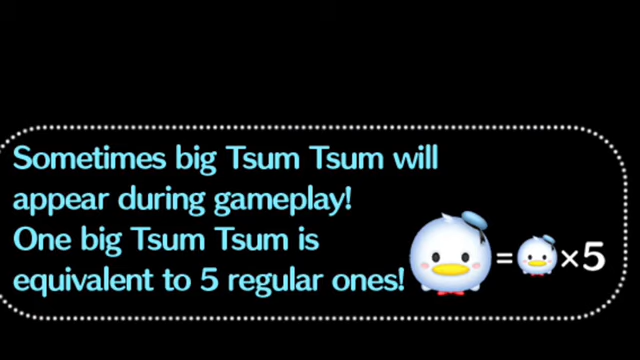 Sometimes big Tsum Tsum will
appear during gameplay!
One big Tsum Tsum is
equivalent to 5 regular ones!
=×5